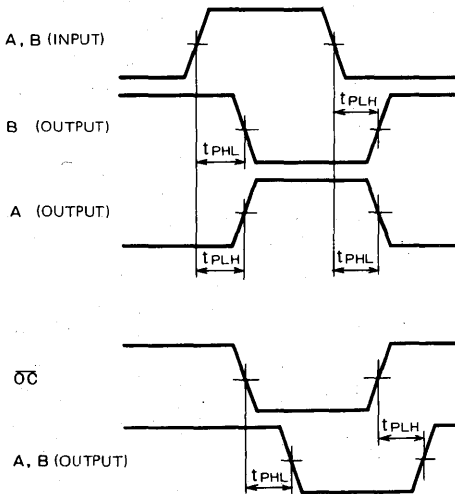 A, B (INPUT)
tPLH
B (OUTPUT)
tPHL
A (OUTPUT)
tPLH
tPHL
OC
tPLH
A, B (OUTPUT)
tPHL